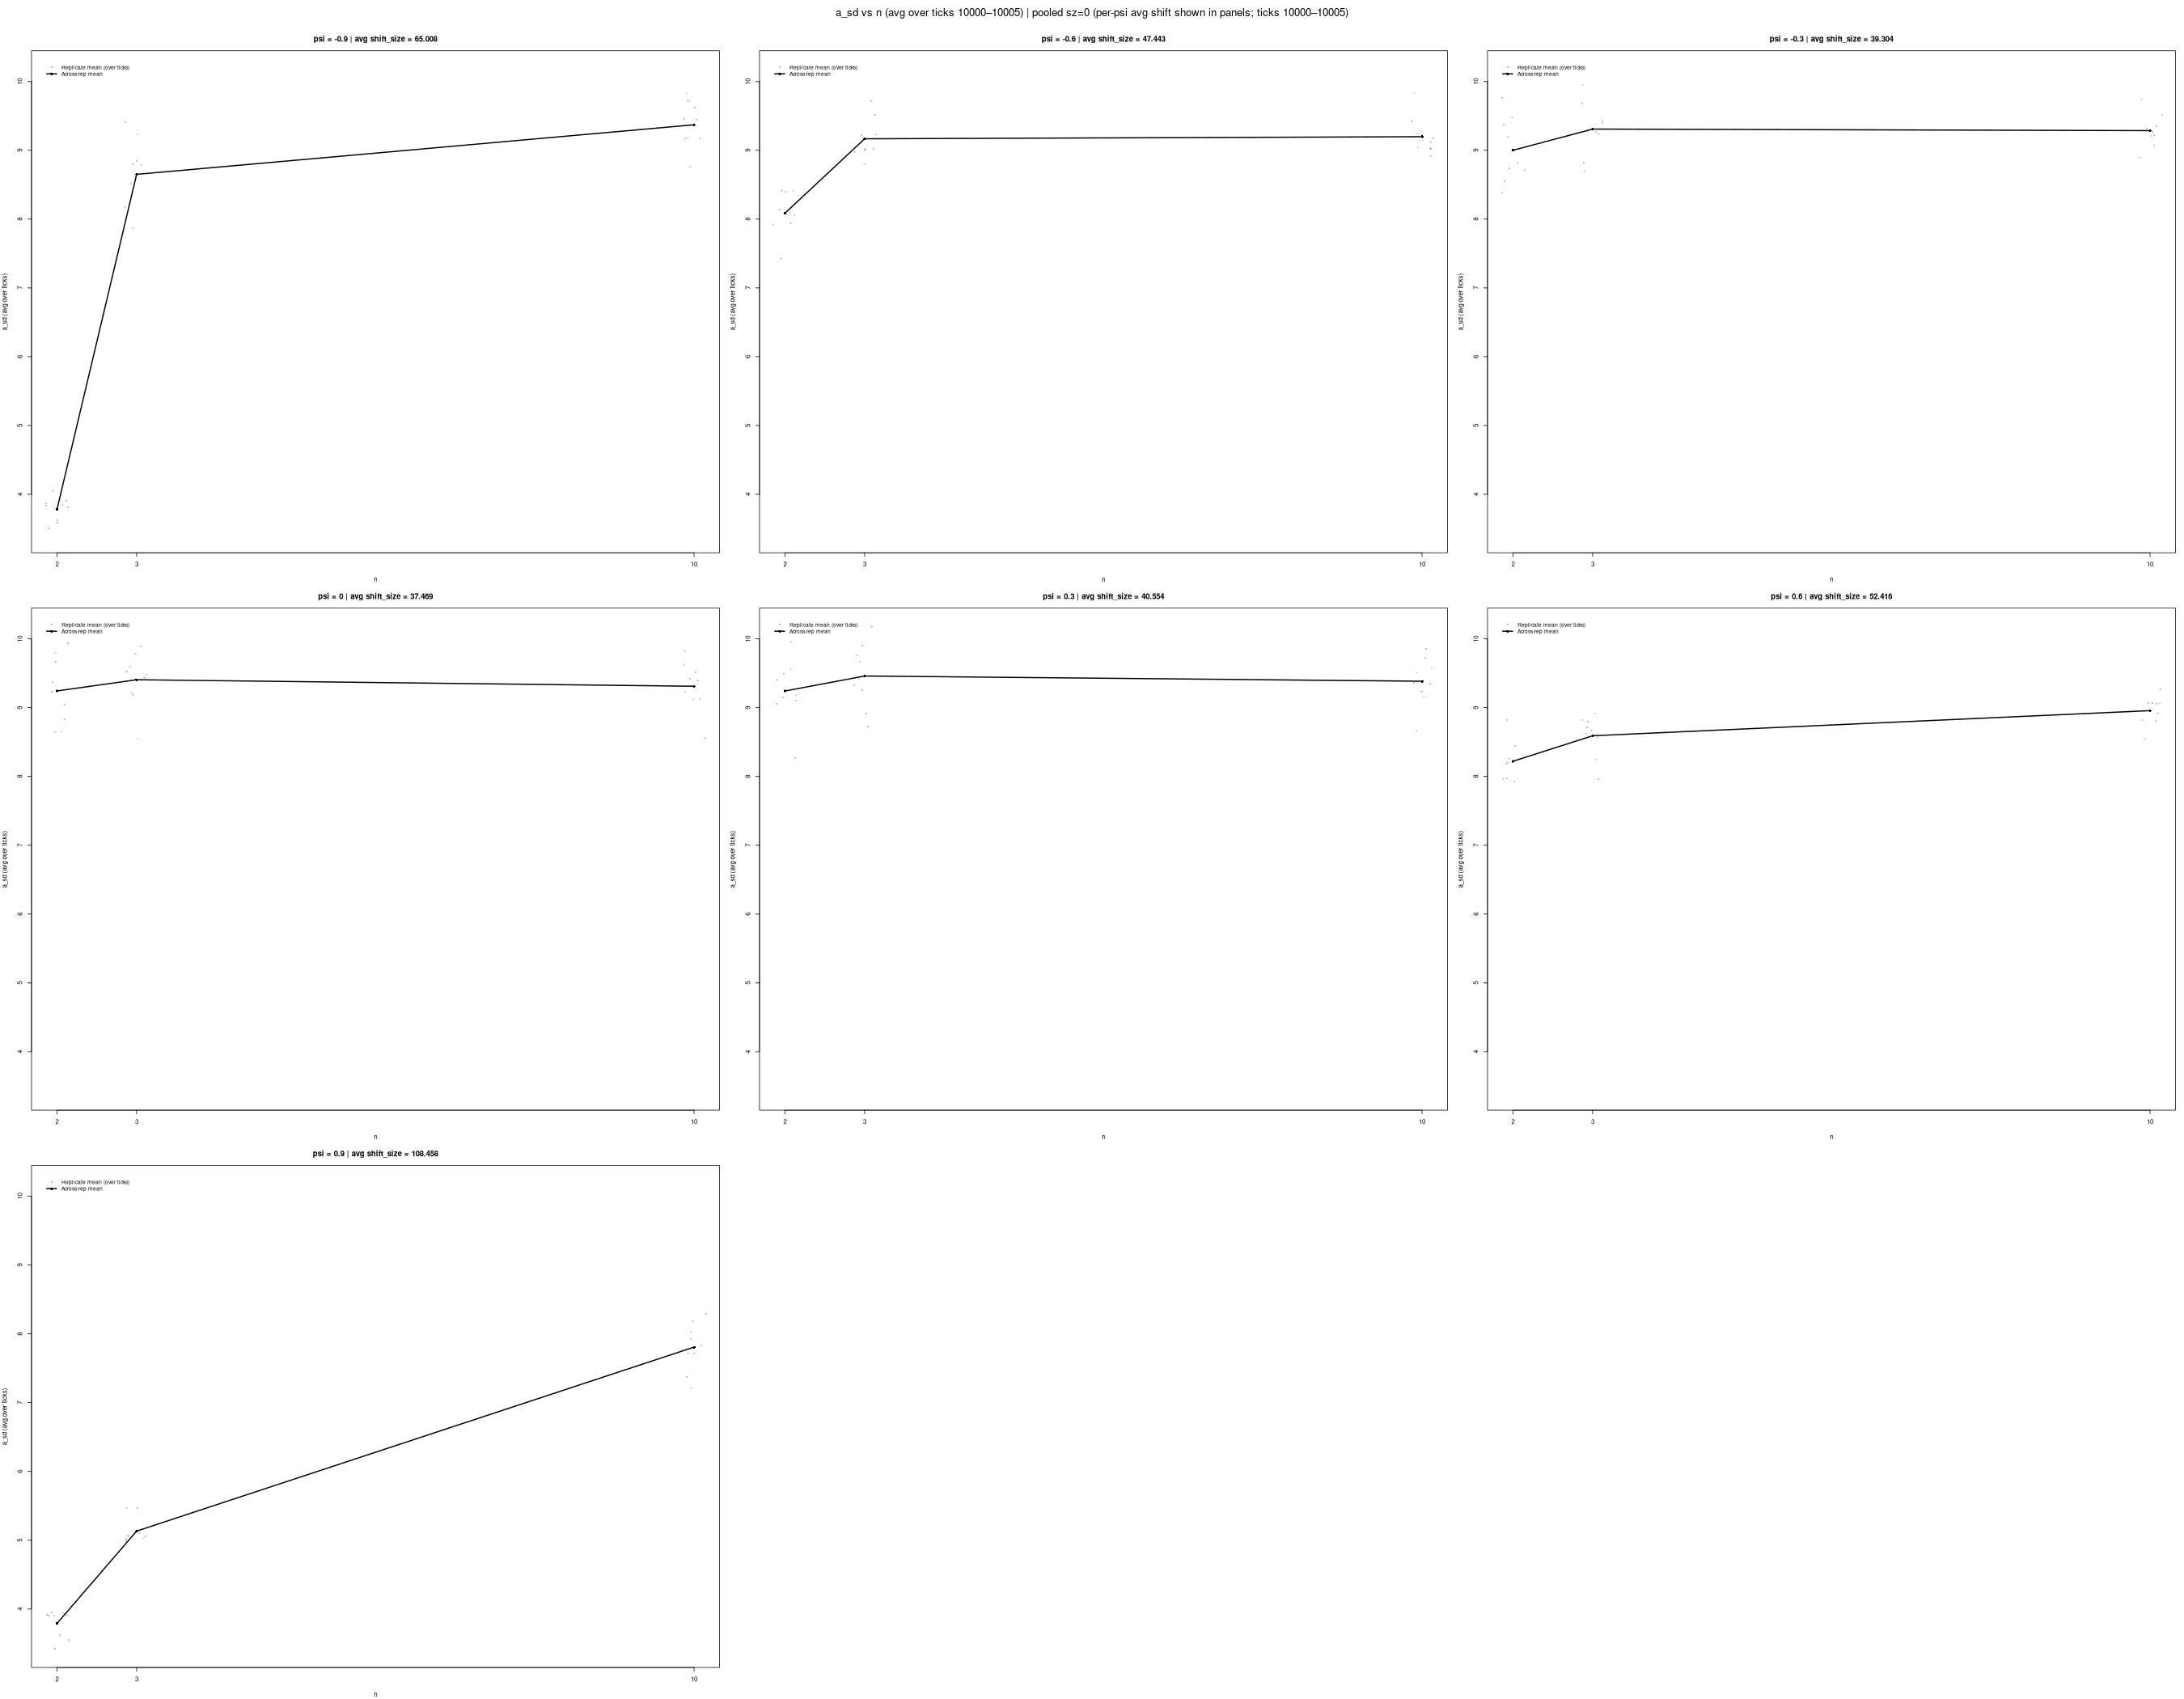 a_sd vs n (avg over ticks 10000–10005) | pooled sz=0 (per-psi avg shift shown in panels; ticks 10000–10005)
psi = -0.9 | avg shift_size = 65.008
Replicate mean (over ticks)
Across-rep mean
a_sd (avg over ticks)
10
9
8
7
6
5
4
2
3
10
n
psi = -0.6 | avg shift_size = 47.443
Replicate mean (over ticks)
Across-rep mean
a_sd (avg over ticks)
10
9
8
7
6
5
4
2
3
10
n
psi = -0.3 | avg shift_size = 39.304
Replicate mean (over ticks)
Across-rep mean
a_sd (avg over ticks)
10
9
8
7
6
5
4
2
3
10
n
psi = 0 | avg shift_size = 37.469
Replicate mean (over ticks)
Across-rep mean
a_sd (avg over ticks)
10
9
8
7
6
5
4
2
3
10
n
psi = 0.3 | avg shift_size = 40.554
Replicate mean (over ticks)
Across-rep mean
a_sd (avg over ticks)
10
9
8
7
6
5
4
2
3
10
n
psi = 0.6 | avg shift_size = 52.416
Replicate mean (over ticks)
Across-rep mean
a_sd (avg over ticks)
10
9
8
7
6
5
4
2
3
10
n
psi = 0.9 | avg shift_size = 108.458
Replicate mean (over ticks)
Across-rep mean
a_sd (avg over ticks)
10
9
8
7
6
5
4
2
3
10
n